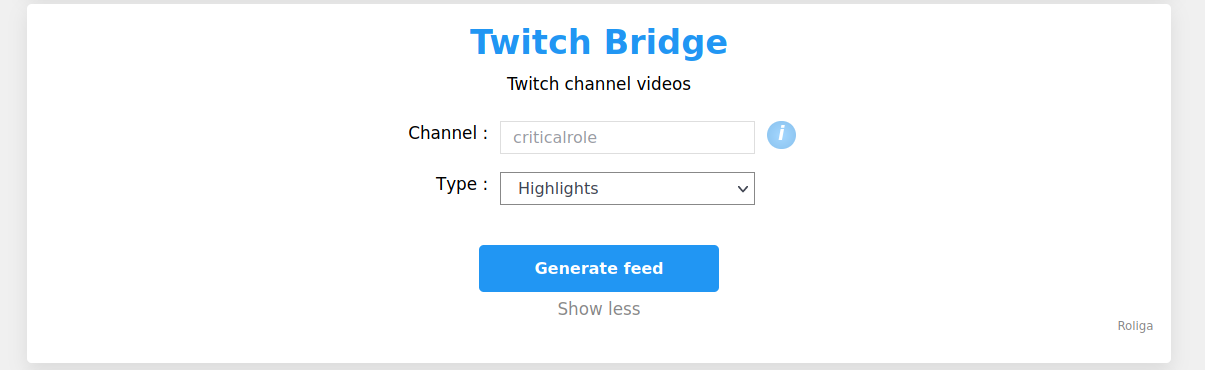 Twitch Bridge
Twitch channel videos
Channel : criticalrole i
Type : Highlights
Generate feed
Show less
Roliga